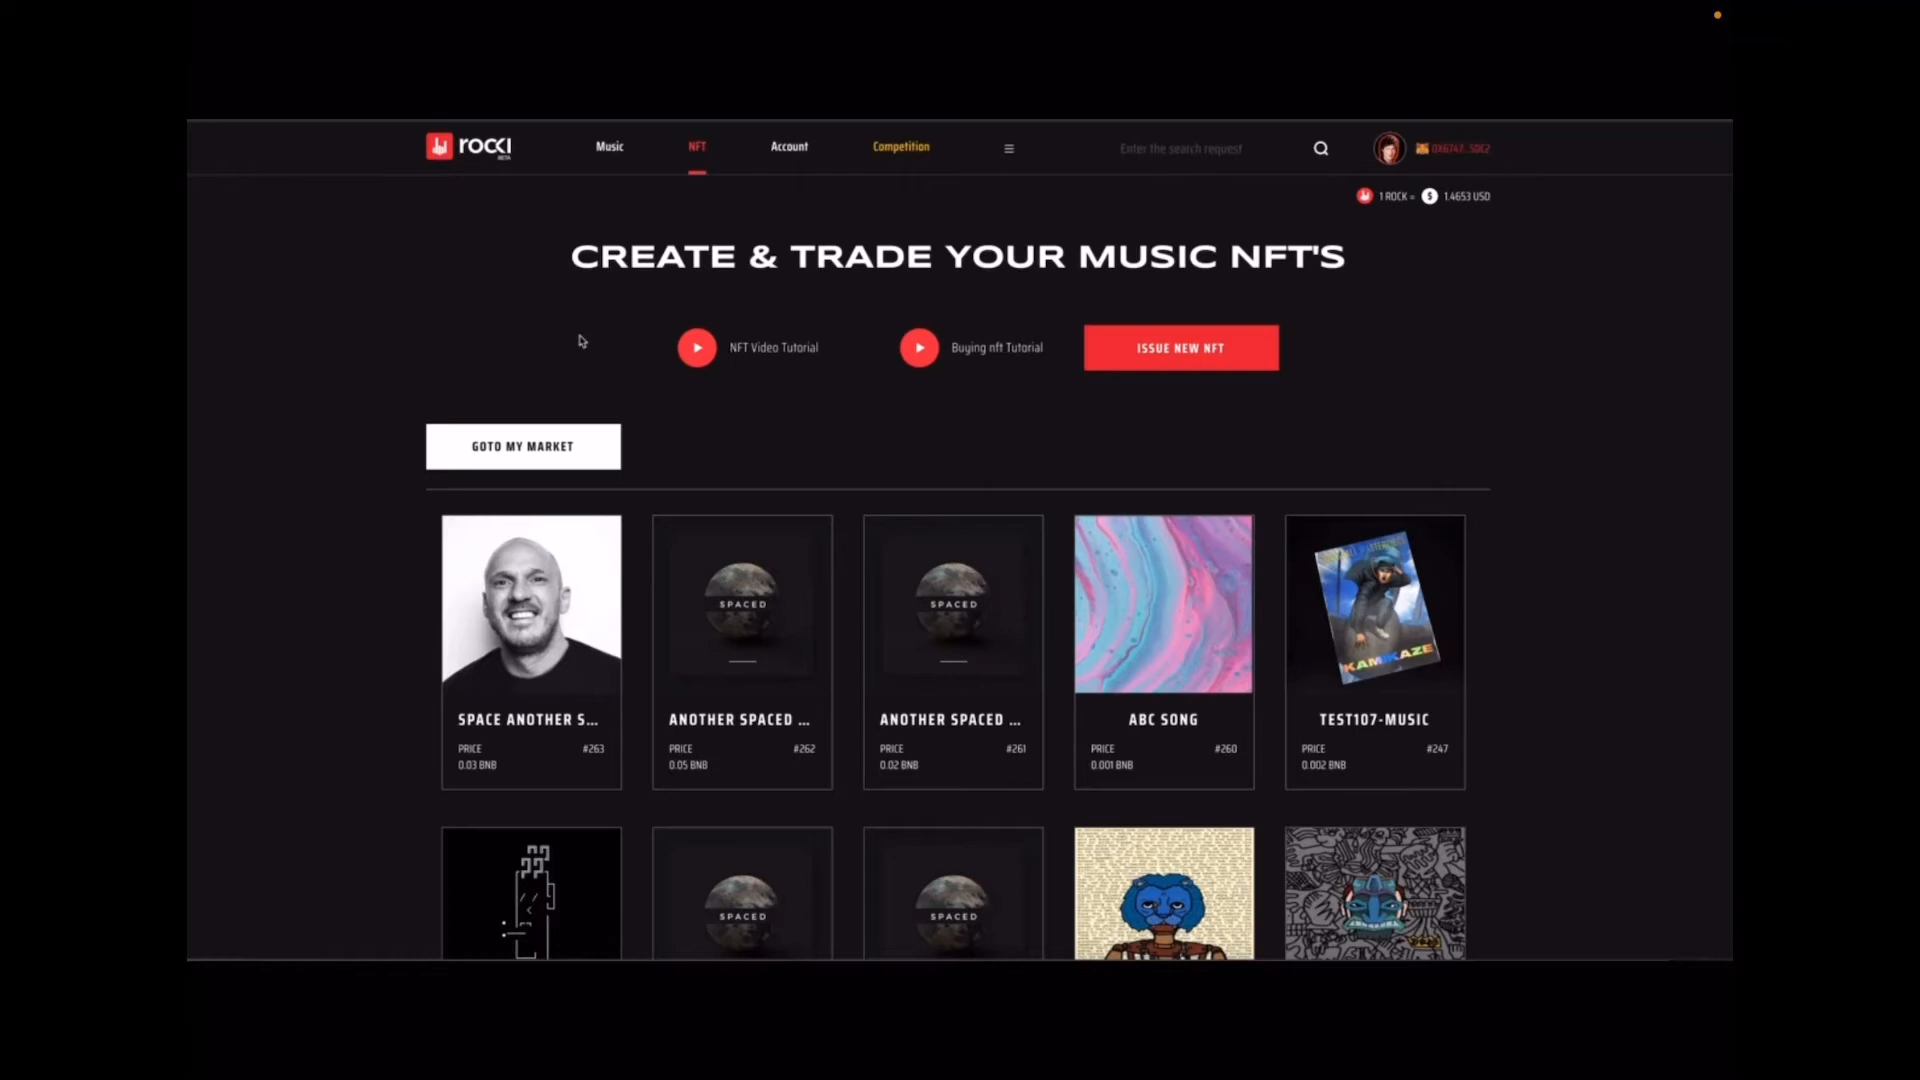 rocki
BETA
Music
NFT
Account
Competition
Enter the search request
0X6747...5DC2
1 ROCK =
$
1.4653 USD
CREATE & TRADE YOUR MUSIC NFT'S
NFT Video Tutorial
Buying nft Tutorial
ISSUE NEW NFT
GOTO MY MARKET
SPACED
SPACED
KAMIKAZE
SPACE ANOTHER S...
PRICE
#263
0.03 BNB
ANOTHER SPACED ...
PRICE
#262
0.05 BNB
ANOTHER SPACED ...
PRICE
#261
0.02 BNB
ABC SONG
PRICE
#260
0.001 BNB
TEST107-MUSIC
PRICE
#247
0.002 BNB
SPACED
SPACED